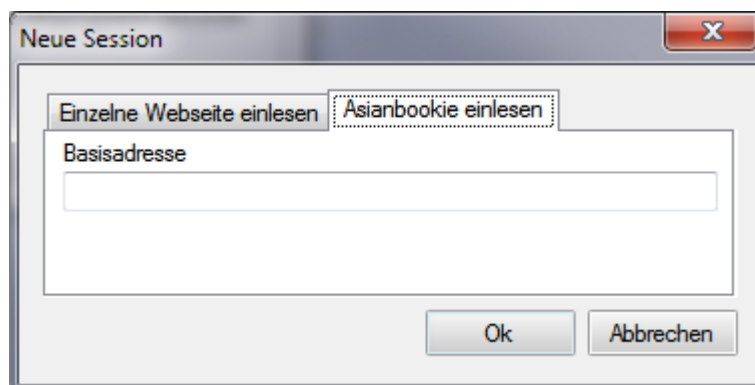 Neue Session
Einzelne Webseite einlesen Asianbookie einlesen
Basisadresse
Ok Abbrechen